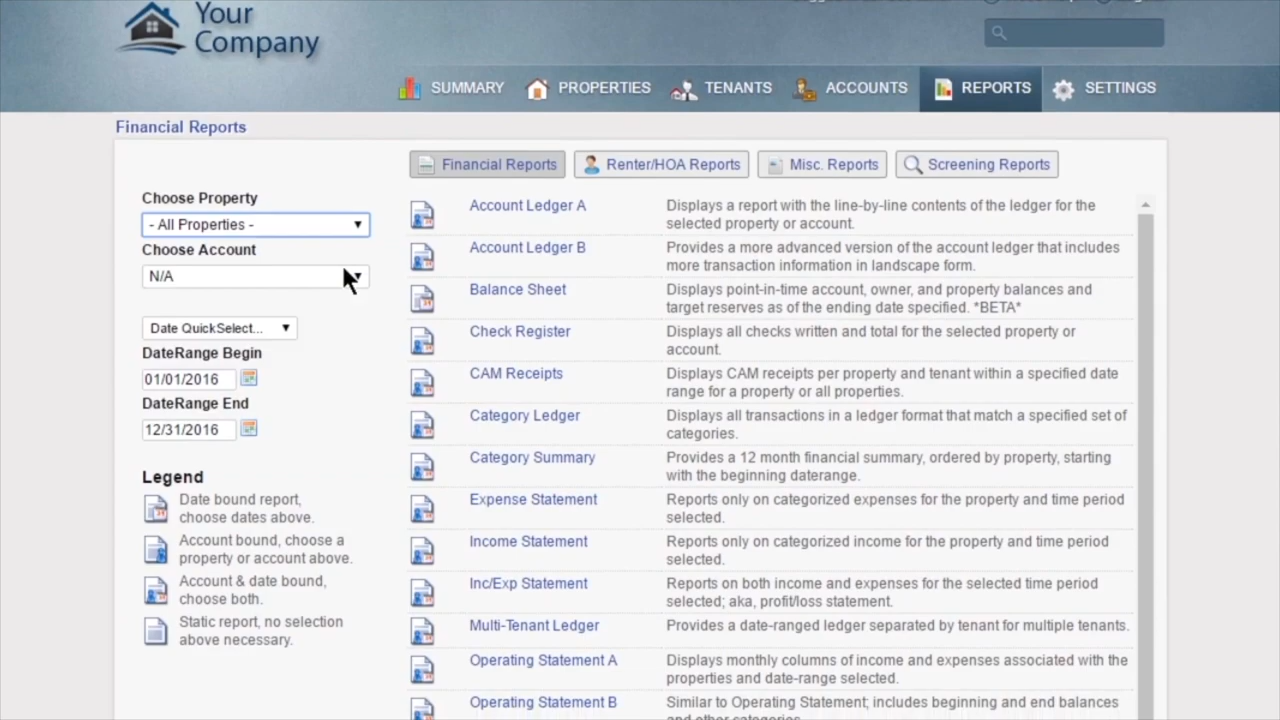 Your
Company
SUMMARY
PROPERTIES
TENANTS
ACCOUNTS
REPORTS
SETTINGS
Financial Reports
Choose Property
- All Properties -
Choose Account
N/A
Date QuickSelect...
DateRange Begin
01/01/2016
DateRange End
12/31/2016
Legend
Date bound report,
choose dates above.
Account bound, choose a
property or account above.
Account & date bound,
choose both.
Static report, no selection
above necessary.
Financial Reports
Renter/HOA Reports
Misc. Reports
Screening Reports
Account Ledger A
Displays a report with the line-by-line contents of the ledger for the
selected property or account.
Account Ledger B
Provides a more advanced version of the account ledger that includes
more transaction information in landscape form.
Balance Sheet
Displays point-in-time account, owner, and property balances and
target reserves as of the ending date specified. *BETA*
Check Register
Displays all checks written and total for the selected property or
account.
CAM Receipts
Displays CAM receipts per property and tenant within a specified date
range for a property or all properties.
Category Ledger
Displays all transactions in a ledger format that match a specified set of
categories.
Category Summary
Provides a 12 month financial summary, ordered by property, starting
with the beginning daterange.
Expense Statement
Reports only on categorized expenses for the property and time period
selected.
Income Statement
Reports only on categorized income for the property and time period
selected.
Inc/Exp Statement
Reports on both income and expenses for the selected time period
selected; aka, profit/loss statement.
Multi-Tenant Ledger
Provides a date-ranged ledger separated by tenant for multiple tenants.
Operating Statement A
Displays monthly columns of income and expenses associated with the
properties and date-range selected.
Operating Statement B
Similar to Operating Statement; includes beginning and end balances
and other categories.